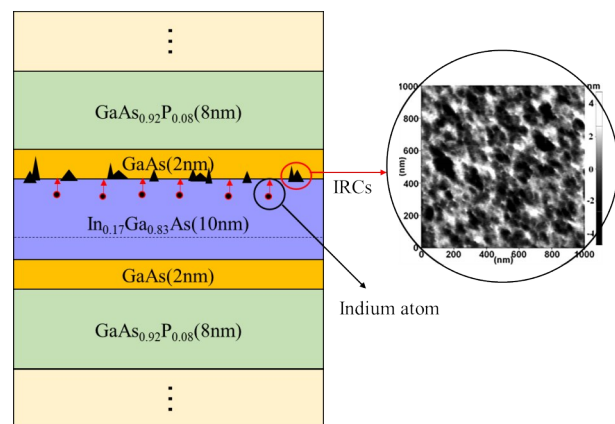 ⋮
GaAs₀.₉₂P₀.₀₈(8nm)
GaAs(2nm)
In₀.₁₇Ga₀.₈₃As(10nm)
GaAs(2nm)
GaAs₀.₉₂P₀.₀₈(8nm)
⋮
IRCs
Indium atom
nm
1000
800
600
400
200
0
(nm)
0 200 400 600 800 1000
(nm)
4
2
0
-2
-4